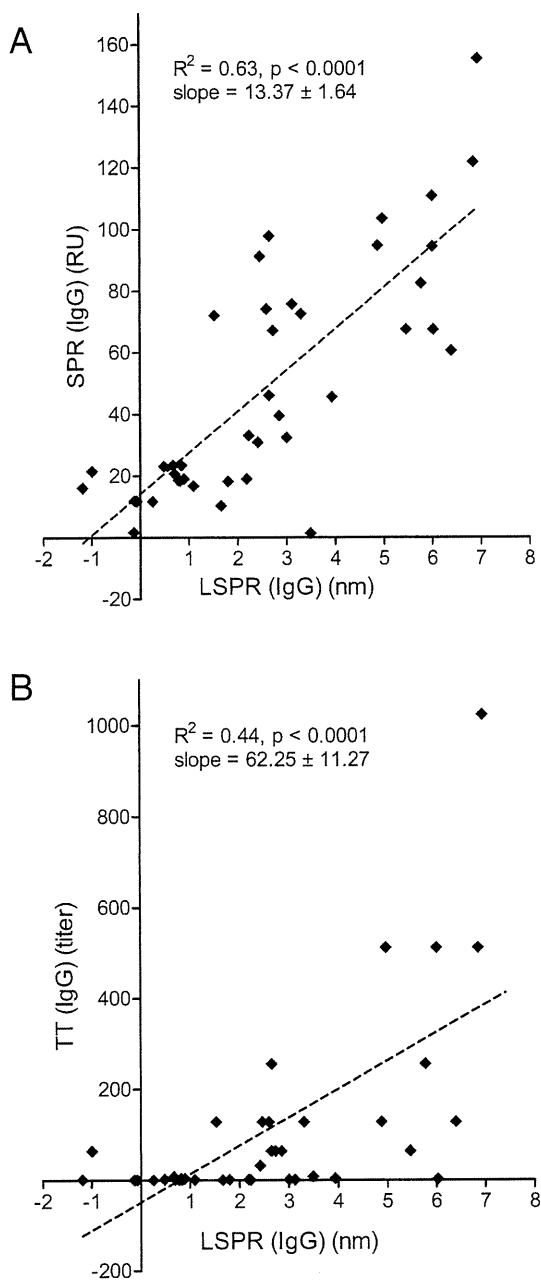 A
R² = 0.63, p < 0.0001
slope = 13.37 ± 1.64
160
140
120
100
80
60
40
20
-20
SPR (IgG) (RU)
-2 -1 1 2 3 4 5 6 7 8
LSPR (IgG) (nm)
B
R² = 0.44, p < 0.0001
slope = 62.25 ± 11.27
1000
800
600
400
200
-200
TT (IgG) (titer)
-2 -1 1 2 3 4 5 6 7 8
LSPR (IgG) (nm)